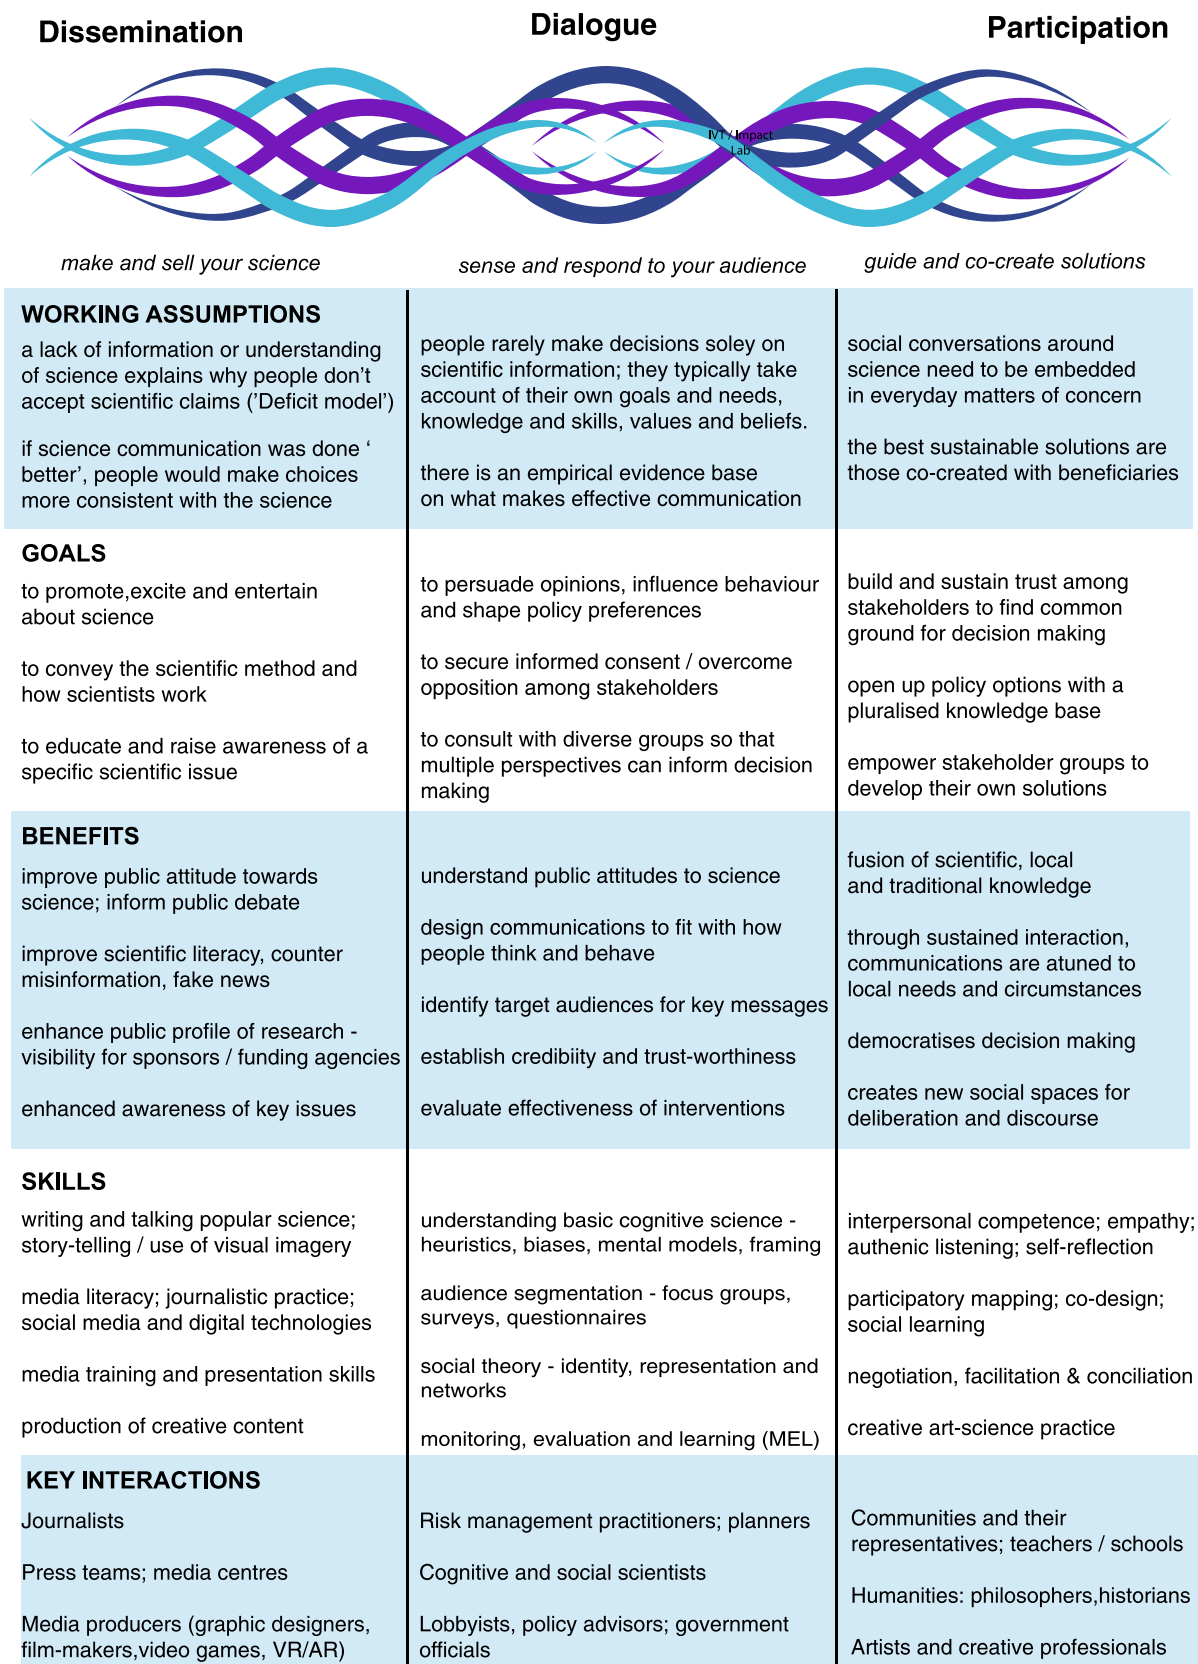 Dissemination
Dialogue
Participation
IVT / Impact
Lab
make and sell your science
sense and respond to your audience
guide and co-create solutions
WORKING ASSUMPTIONS
a lack of information or understanding
of science explains why people don't
accept scientific claims ('Deficit model')
if science communication was done '
better', people would make choices
more consistent with the science
people rarely make decisions soley on
scientific information; they typically take
account of their own goals and needs,
knowledge and skills, values and beliefs.
there is an empirical evidence base
on what makes effective communication
social conversations around
science need to be embedded
in everyday matters of concern
the best sustainable solutions are
those co-created with beneficiaries
GOALS
to promote,excite and entertain
about science
to convey the scientific method and
how scientists work
to educate and raise awareness of a
specific scientific issue
to persuade opinions, influence behaviour
and shape policy preferences
to secure informed consent / overcome
opposition among stakeholders
to consult with diverse groups so that
multiple perspectives can inform decision
making
build and sustain trust among
stakeholders to find common
ground for decision making
open up policy options with a
pluralised knowledge base
empower stakeholder groups to
develop their own solutions
BENEFITS
improve public attitude towards
science; inform public debate
improve scientific literacy, counter
misinformation, fake news
enhance public profile of research -
visibility for sponsors / funding agencies
enhanced awareness of key issues
understand public attitudes to science
design communications to fit with how
people think and behave
identify target audiences for key messages
establish credibiity and trust-worthiness
evaluate effectiveness of interventions
fusion of scientific, local
and traditional knowledge
through sustained interaction,
communications are atuned to
local needs and circumstances
democratises decision making
creates new social spaces for
deliberation and discourse
SKILLS
writing and talking popular science;
story-telling / use of visual imagery
media literacy; journalistic practice;
social media and digital technologies
media training and presentation skills
production of creative content
understanding basic cognitive science -
heuristics, biases, mental models, framing
audience segmentation - focus groups,
surveys, questionnaires
social theory - identity, representation and
networks
monitoring, evaluation and learning (MEL)
interpersonal competence; empathy;
authenic listening; self-reflection
participatory mapping; co-design;
social learning
negotiation, facilitation & conciliation
creative art-science practice
KEY INTERACTIONS
Journalists
Press teams; media centres
Media producers (graphic designers,
film-makers,video games, VR/AR)
Risk management practitioners; planners
Cognitive and social scientists
Lobbyists, policy advisors; government
officials
Communities and their
representatives; teachers / schools
Humanities: philosophers,historians
Artists and creative professionals